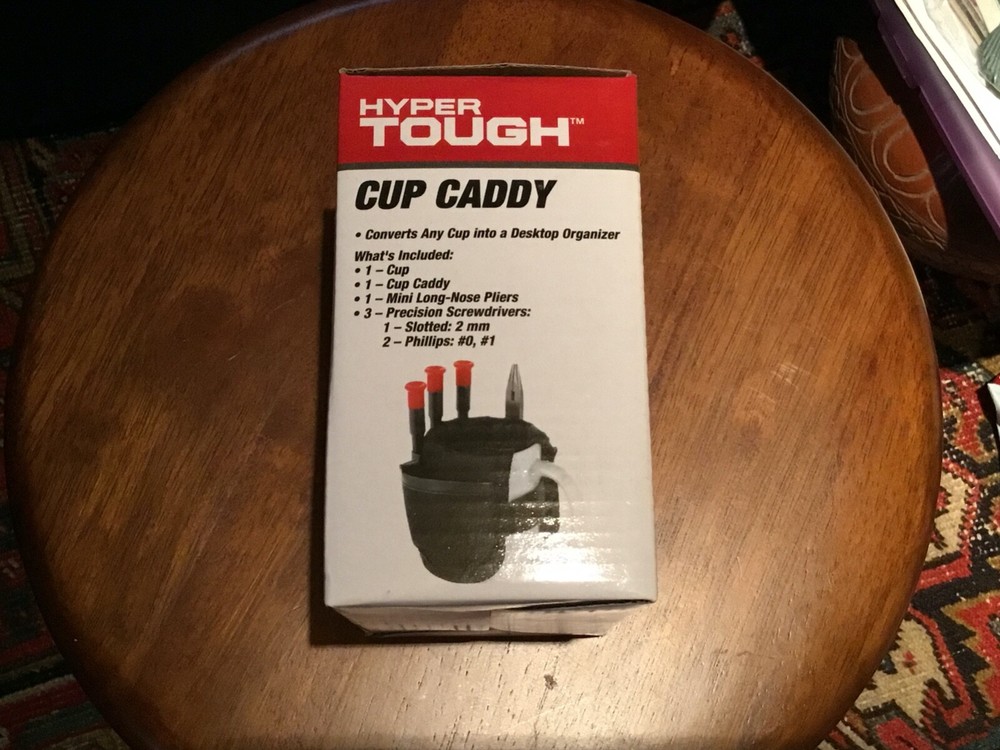 HYPER
TOUGH™
CUP CADDY
• Converts Any Cup into a Desktop Organizer
What's Included:
• 1 – Cup
• 1 – Cup Caddy
• 1 – Mini Long-Nose Pliers
• 3 – Precision Screwdrivers:
1 – Slotted: 2 mm
2 – Phillips: #0, #1